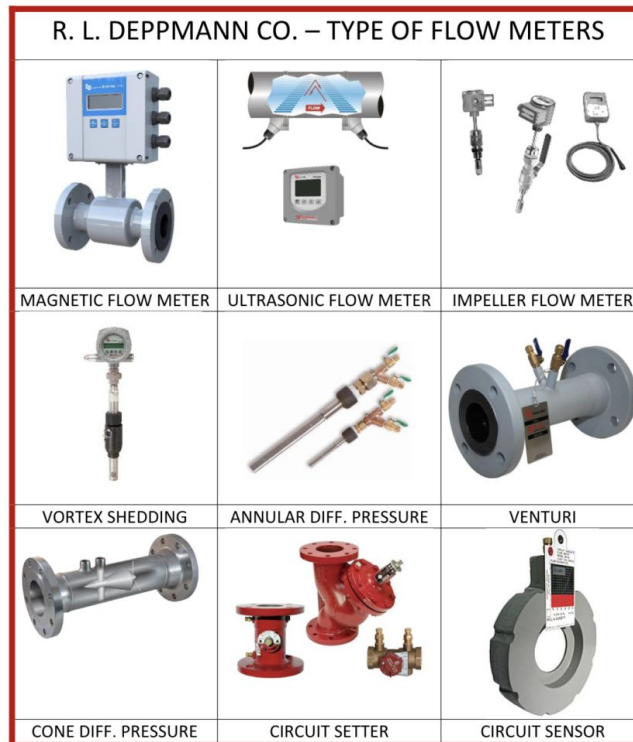 R. L. DEPPMANN CO. – TYPE OF FLOW METERS
FLOW
MAGNETIC FLOW METER
ULTRASONIC FLOW METER
IMPELLER FLOW METER
VORTEX SHEDDING
ANNULAR DIFF. PRESSURE
VENTURI
CONE DIFF. PRESSURE
CIRCUIT SETTER
CIRCUIT SENSOR